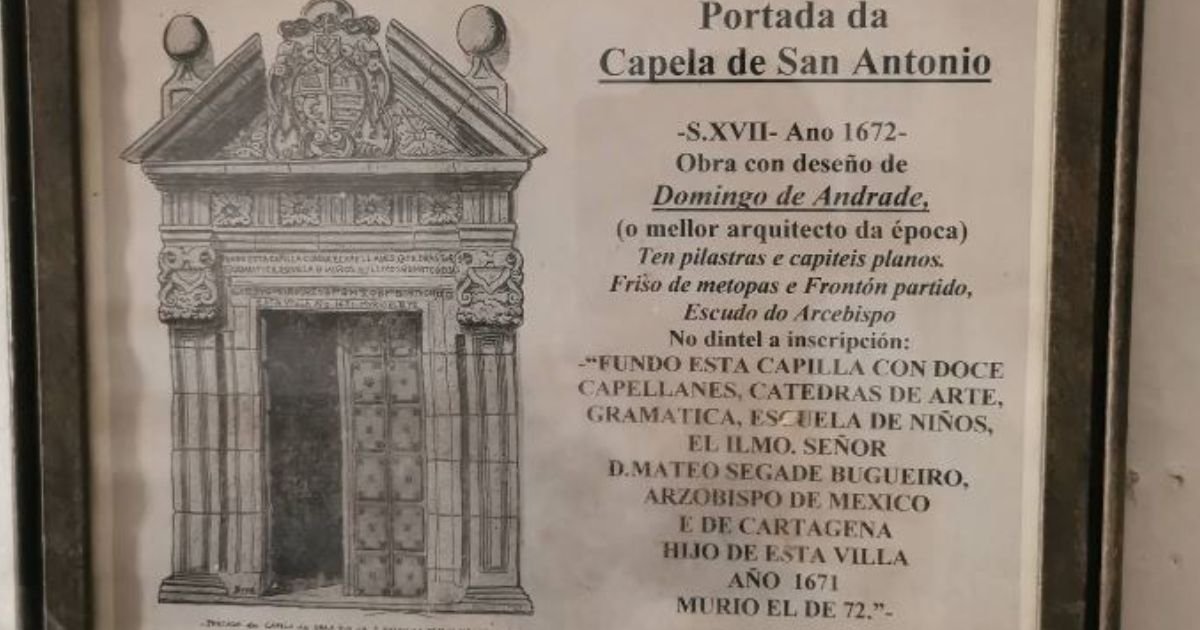 Portada da
Capela de San Antonio
-S.XVII- Ano 1672-
Obra con deseño de
Domingo de Andrade,
(o mellor arquitecto da época)
Ten pilastras e capiteis planos.
Friso de metopas e Frontón partido,
Escudo do Arcebispo
No dintel a inscripción:
-“FUNDO ESTA CAPILLA CON DOCE
CAPELLANES, CATEDRAS DE ARTE,
GRAMATICA, ESCUELA DE NIÑOS,
EL ILMO. SEÑOR
D.MATEO SEGADE BUGUEIRO,
ARZOBISPO DE MEXICO
E DE CARTAGENA
HIJO DE ESTA VILLA
AÑO 1671
MURIO EL DE 72.”-